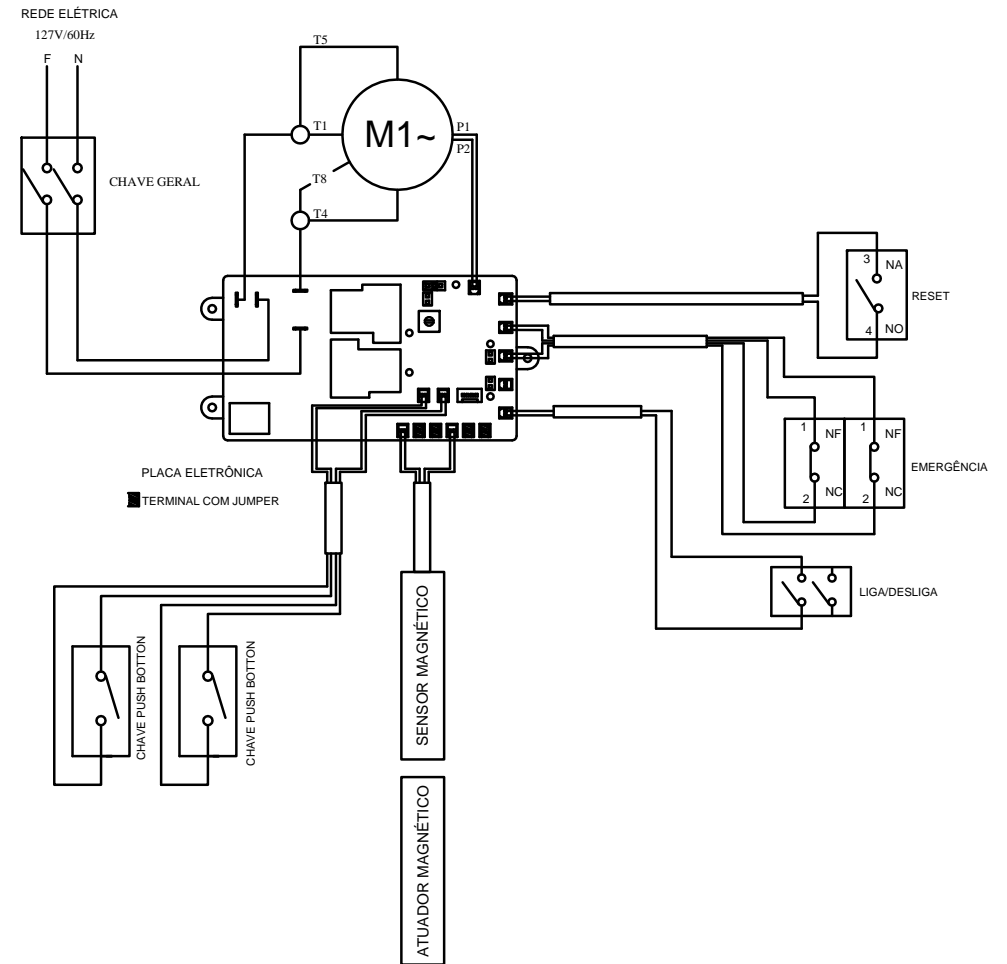 REDE ELÉTRICA
127V/60Hz
F N
T5
T1
M1~
P1
P2
T8
T4
CHAVE GERAL
3 NA
RESET
4 NO
1 NF 1 NF
EMERGÊNCIA
2 NC 2 NC
PLACA ELETRÔNICA
TERMINAL COM JUMPER
LIGA/DESLIGA
CHAVE PUSH BOTTON
CHAVE PUSH BOTTON
SENSOR MAGNÉTICO
ATUADOR MAGNÉTICO